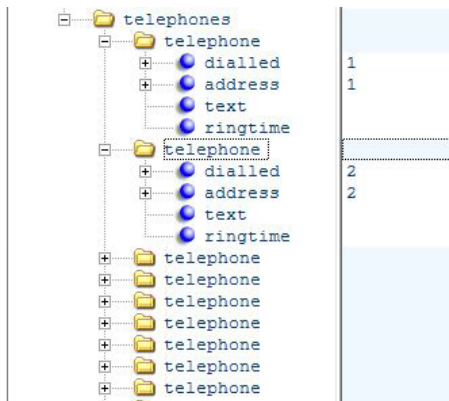 telephones
telephone
dialled 1
address 1
text
ringtime
telephone
dialled 2
address 2
text
ringtime
telephone
telephone
telephone
telephone
telephone
telephone
telephone